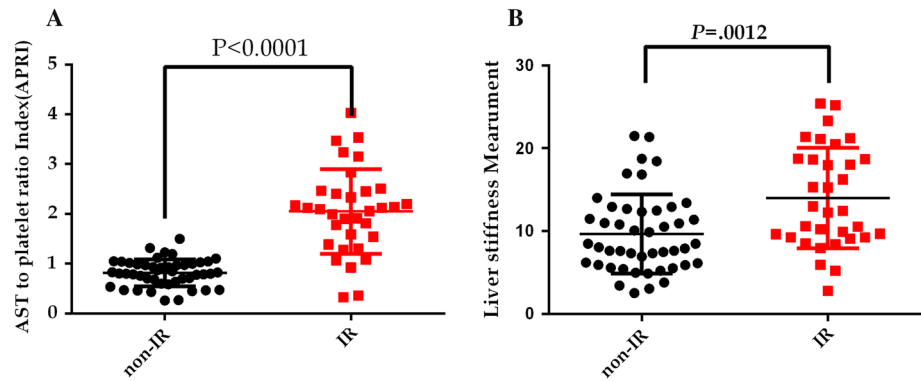 A
P<0.0001
AST to platelet ratio Index(APRI)
5
4
3
2
1
0
non-IR
IR
B
P=.0012
Liver stiffness Mearument
30
20
10
0
non-IR
IR